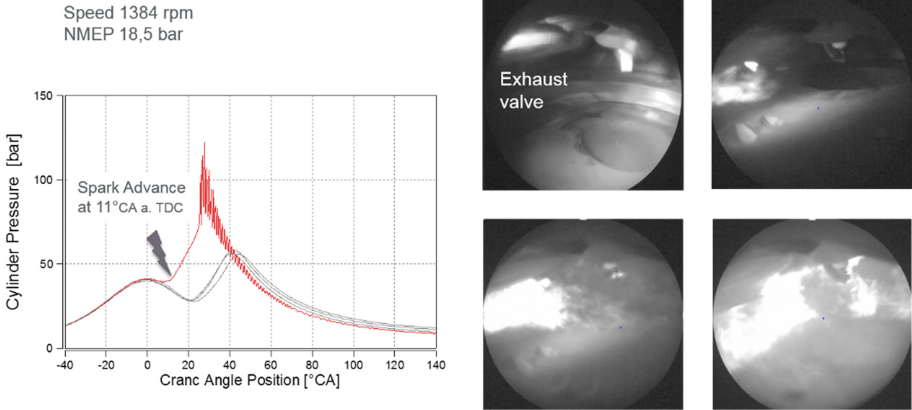 Speed 1384 rpm
NMEP 18,5 bar
Exhaust
valve
150
100
50
0
Cylinder Pressure [bar]
Spark Advance
at 11°CA a. TDC
-40 -20 0 20 40 60 80 100 120 140
Cranc Angle Position [°CA]